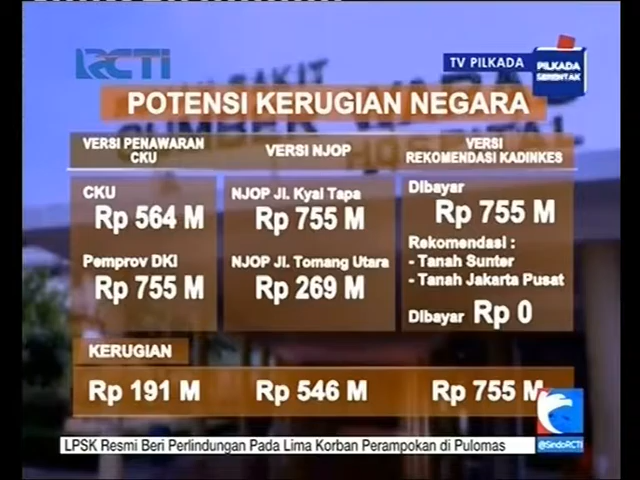 RCTI
TV PILKADA
PILKADA
SERENTAK
POTENSI KERUGIAN NEGARA
VERSI PENAWARAN
CKU
VERSI NJOP
VERSI
REKOMENDASI KADINKES
CKU
Rp 564 M
Pemprov DKI
Rp 755 M
NJOP Jl. Kyai Tapa
Rp 755 M
NJOP Jl. Tomang Utara
Rp 269 M
Dibayar
Rp 755 M
Rekomendasi :
- Tanah Sunter
- Tanah Jakarta Pusat
Dibayar Rp 0
KERUGIAN
Rp 191 M
Rp 546 M
Rp 755 M
@SindoRCTI
LPSK Resmi Beri Perlindungan Pada Lima Korban Perampokan di Pulomas